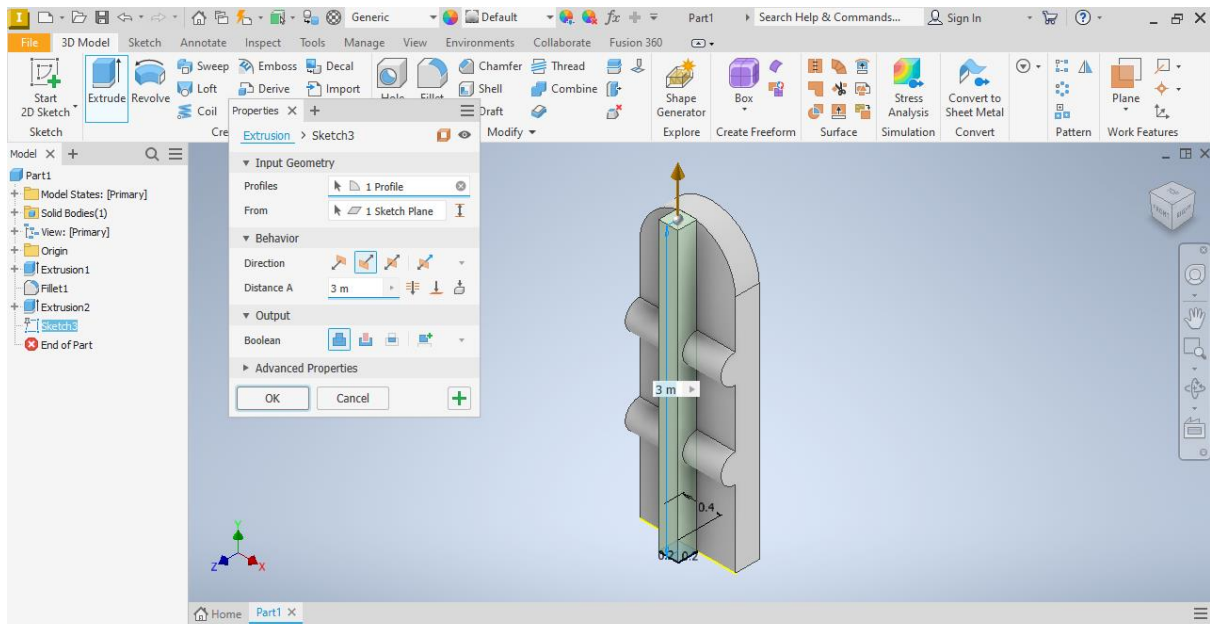 Generic Default fx Part1 Search Help & Commands... Sign In
File 3D Model Sketch Annotate Inspect Tools Manage View Environments Collaborate Fusion 360
Start 2D Sketch
Extrude
Revolve
Sweep
Loft
Coil
Emboss
Derive
Decal
Import
Hole
Fillet
Chamfer
Shell
Draft
Thread
Combine
Shape Generator
Box
Stress Analysis
Convert to Sheet Metal
Plane
Sketch
Cre
Modify
Explore
Create Freeform
Surface
Simulation
Convert
Pattern
Work Features
Model
Part1
Model States: [Primary]
Solid Bodies(1)
View: [Primary]
Origin
Extrusion1
Fillet1
Extrusion2
Sketch3
End of Part
Properties
Extrusion > Sketch3
Input Geometry
Profiles 1 Profile
From 1 Sketch Plane
Behavior
Direction
Distance A 3 m
Output
Boolean
Advanced Properties
OK Cancel
3 m
0.4
0.2 0.2
Y
Z X
Home Part1